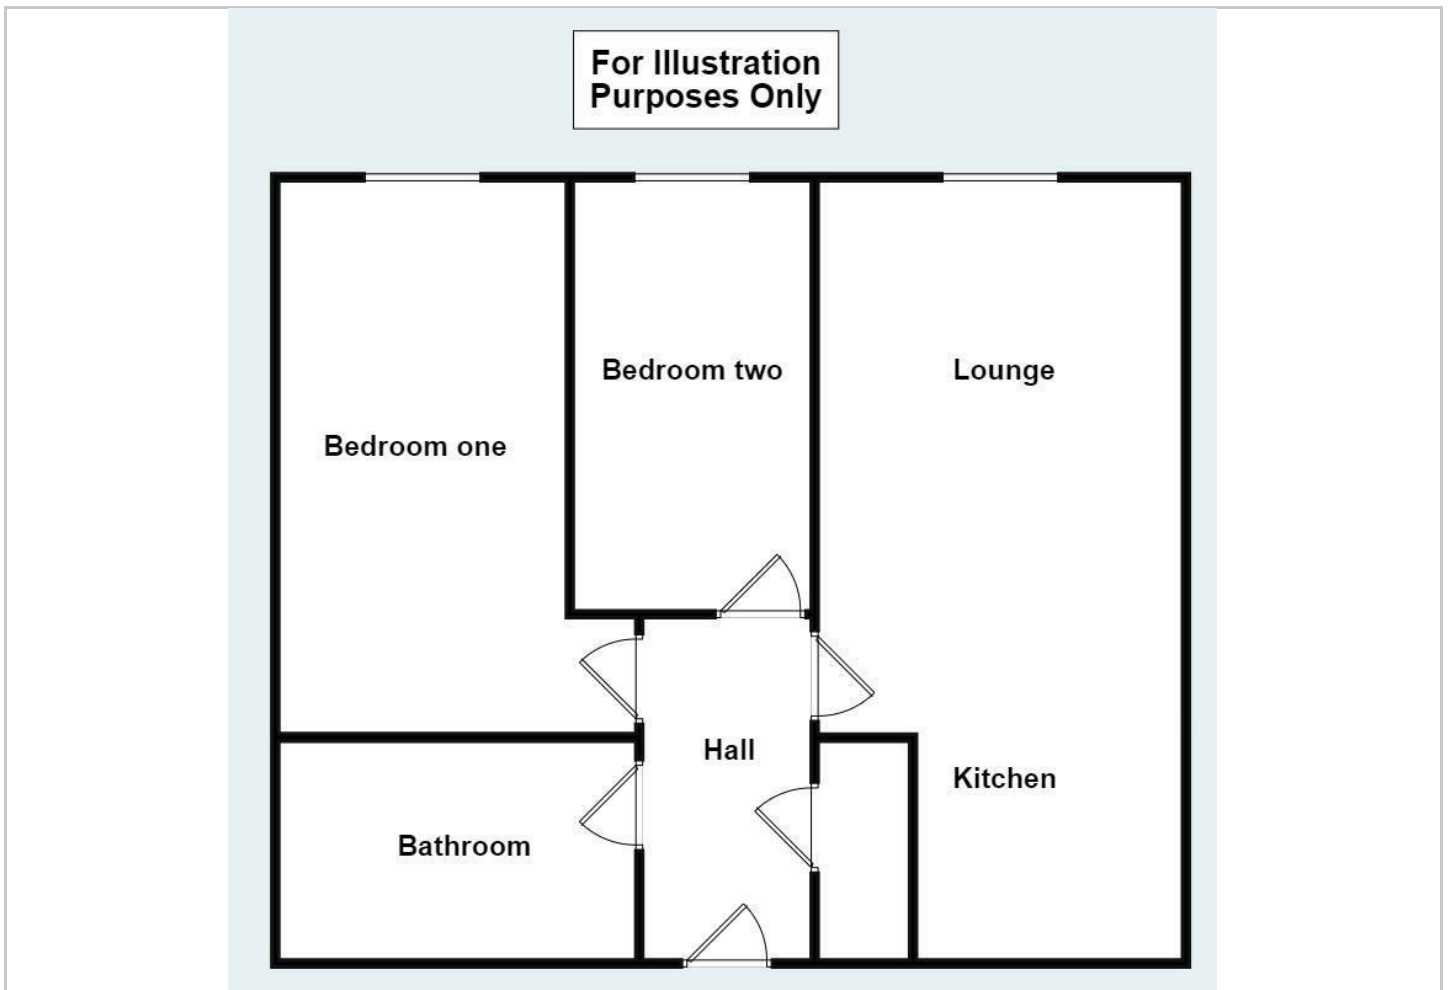 For Illustration
Purposes Only
Bedroom two
Lounge
Bedroom one
Hall
Kitchen
Bathroom